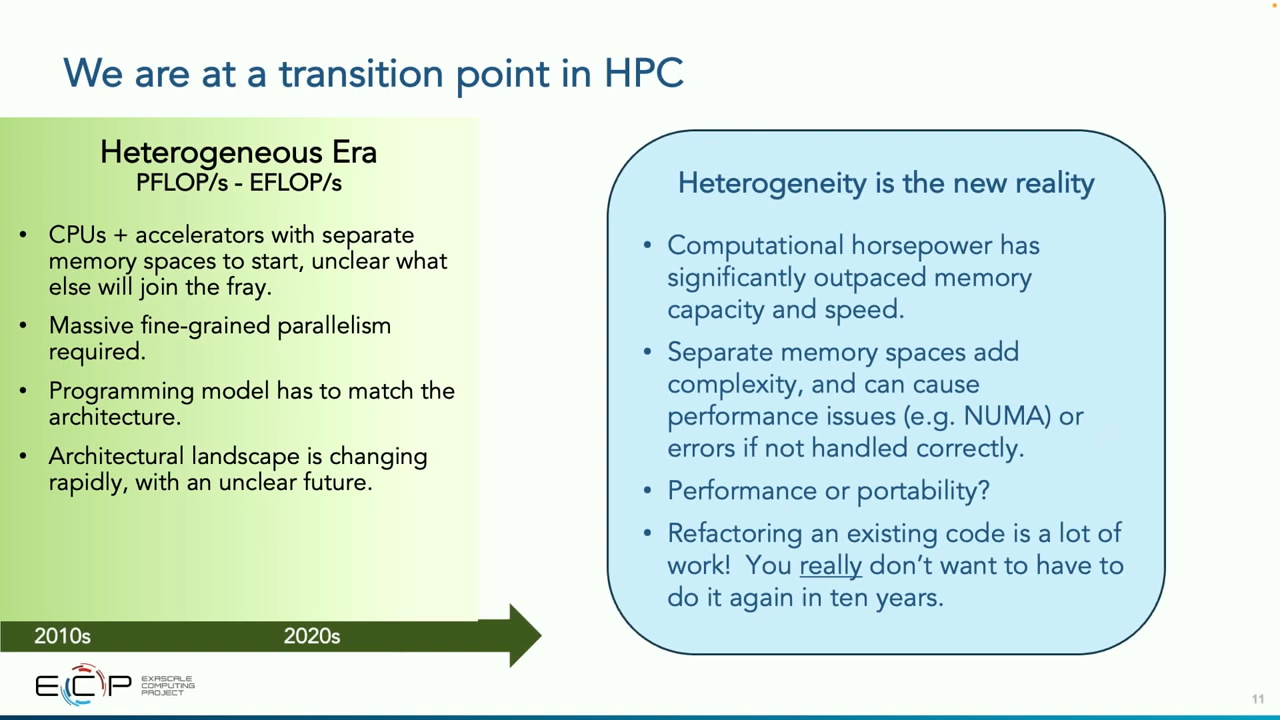 We are at a transition point in HPC
Heterogeneous Era
PFLOP/s - EFLOP/s
• CPUs + accelerators with separate
memory spaces to start, unclear what
else will join the fray.
• Massive fine-grained parallelism
required.
• Programming model has to match the
architecture.
• Architectural landscape is changing
rapidly, with an unclear future.
2010s 2020s
Heterogeneity is the new reality
• Computational horsepower has
significantly outpaced memory
capacity and speed.
• Separate memory spaces add
complexity, and can cause
performance issues (e.g. NUMA) or
errors if not handled correctly.
• Performance or portability?
• Refactoring an existing code is a lot of
work! You really don’t want to have to
do it again in ten years.
ECP
EXASCALE
COMPUTING
PROJECT
11